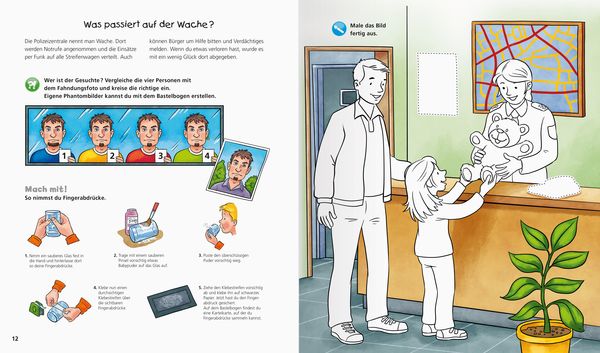 Was passiert auf der Wache?
Die Polizeizentrale nennt man Wache. Dort
werden Notrufe angenommen und die Einsätze
per Funk auf alle Streifenwagen verteilt. Auch
können Bürger um Hilfe bitten und Verdächtiges
melden. Wenn du etwas verloren hast, wurde es
mit ein wenig Glück dort abgegeben.
Wer ist der Gesuchte? Vergleiche die vier Personen mit
dem Fahndungsfoto und kreise die richtige ein.
Eigene Phantombilder kannst du mit dem Bastelbogen erstellen.
1 2 3 4
Mach mit!
So nimmst du Fingerabdrücke.
1. Nimm ein sauberes Glas fest in
die Hand und hinterlasse dort
so deine Fingerabdrücke.
2. Trage mit einem sauberen
Pinsel vorsichtig etwas
Babypuder auf das Glas auf.
3. Puste den überschüssigen
Puder vorsichtig weg.
4. Klebe nun einen
durchsichtigen
Klebestreifen über
die sichtbaren
Fingerabdrücke.
5. Ziehe den Klebestreifen vorsichtig
ab und klebe ihn auf schwarzes
Papier. Jetzt hast du den Finger-
abdruck gesichert!
Auf dem Bastelbogen findest du
eine Karteikarte, auf der du
Fingerabdrücke sammeln kannst.
12
Male das Bild
fertig aus.